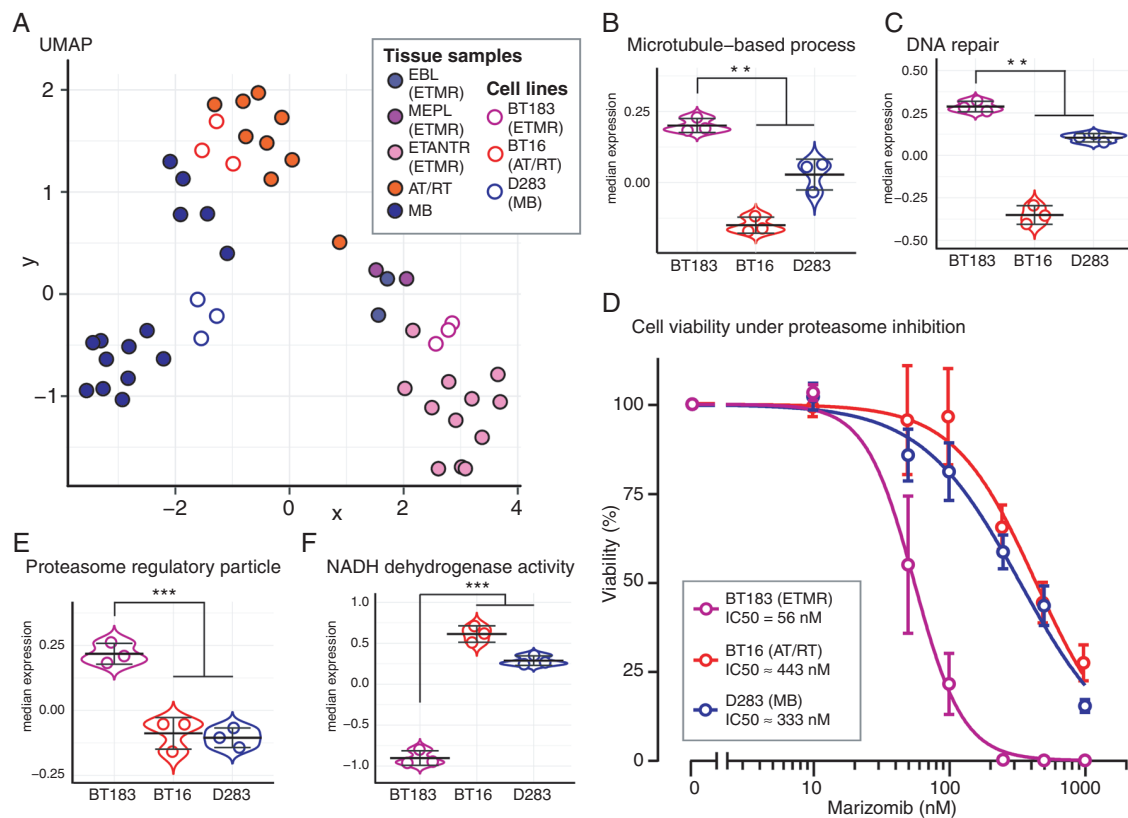 A
UMAP
y
2
1
0
−1
−2
0
2
4
x
Tissue samples
EBL
(ETMR)
MEPL
(ETMR)
ETANTR
(ETMR)
AT/RT
MB
Cell lines
BT183
(ETMR)
BT16
(AT/RT)
D283
(MB)
B
Microtubule−based process
median expression
0.25
0.00
**
BT183
BT16
D283
C
DNA repair
median expression
0.50
0.25
0.00
−0.25
−0.50
**
BT183
BT16
D283
D
Cell viability under proteasome inhibition
Viability (%)
100
75
50
25
0
BT183 (ETMR)
IC50 = 56 nM
BT16 (AT/RT)
IC50 ≈ 443 nM
D283 (MB)
IC50 ≈ 333 nM
0
10
100
1000
Marizomib (nM)
E
Proteasome regulatory particle
median expression
0.25
0.00
−0.25
***
BT183
BT16
D283
F
NADH dehydrogenase activity
median expression
1.0
0.5
0.0
−0.5
−1.0
***
BT183
BT16
D283